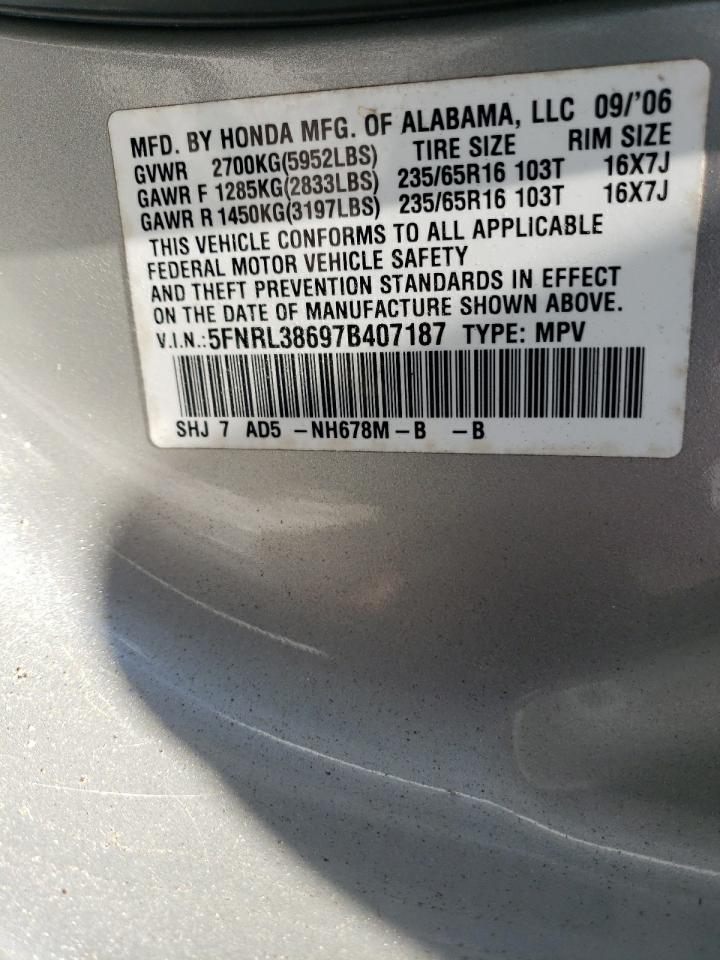 MFD. BY HONDA MFG. OF ALABAMA, LLC 09/'06
GVWR 2700KG(5952LBS) TIRE SIZE RIM SIZE
GAWR F 1285KG(2833LBS) 235/65R16 103T 16X7J
GAWR R 1450KG(3197LBS) 235/65R16 103T 16X7J
THIS VEHICLE CONFORMS TO ALL APPLICABLE
FEDERAL MOTOR VEHICLE SAFETY
AND THEFT PREVENTION STANDARDS IN EFFECT
ON THE DATE OF MANUFACTURE SHOWN ABOVE.
V.I.N.:5FNRL38697B407187 TYPE: MPV
SHJ 7 AD5 -NH678M-B -B